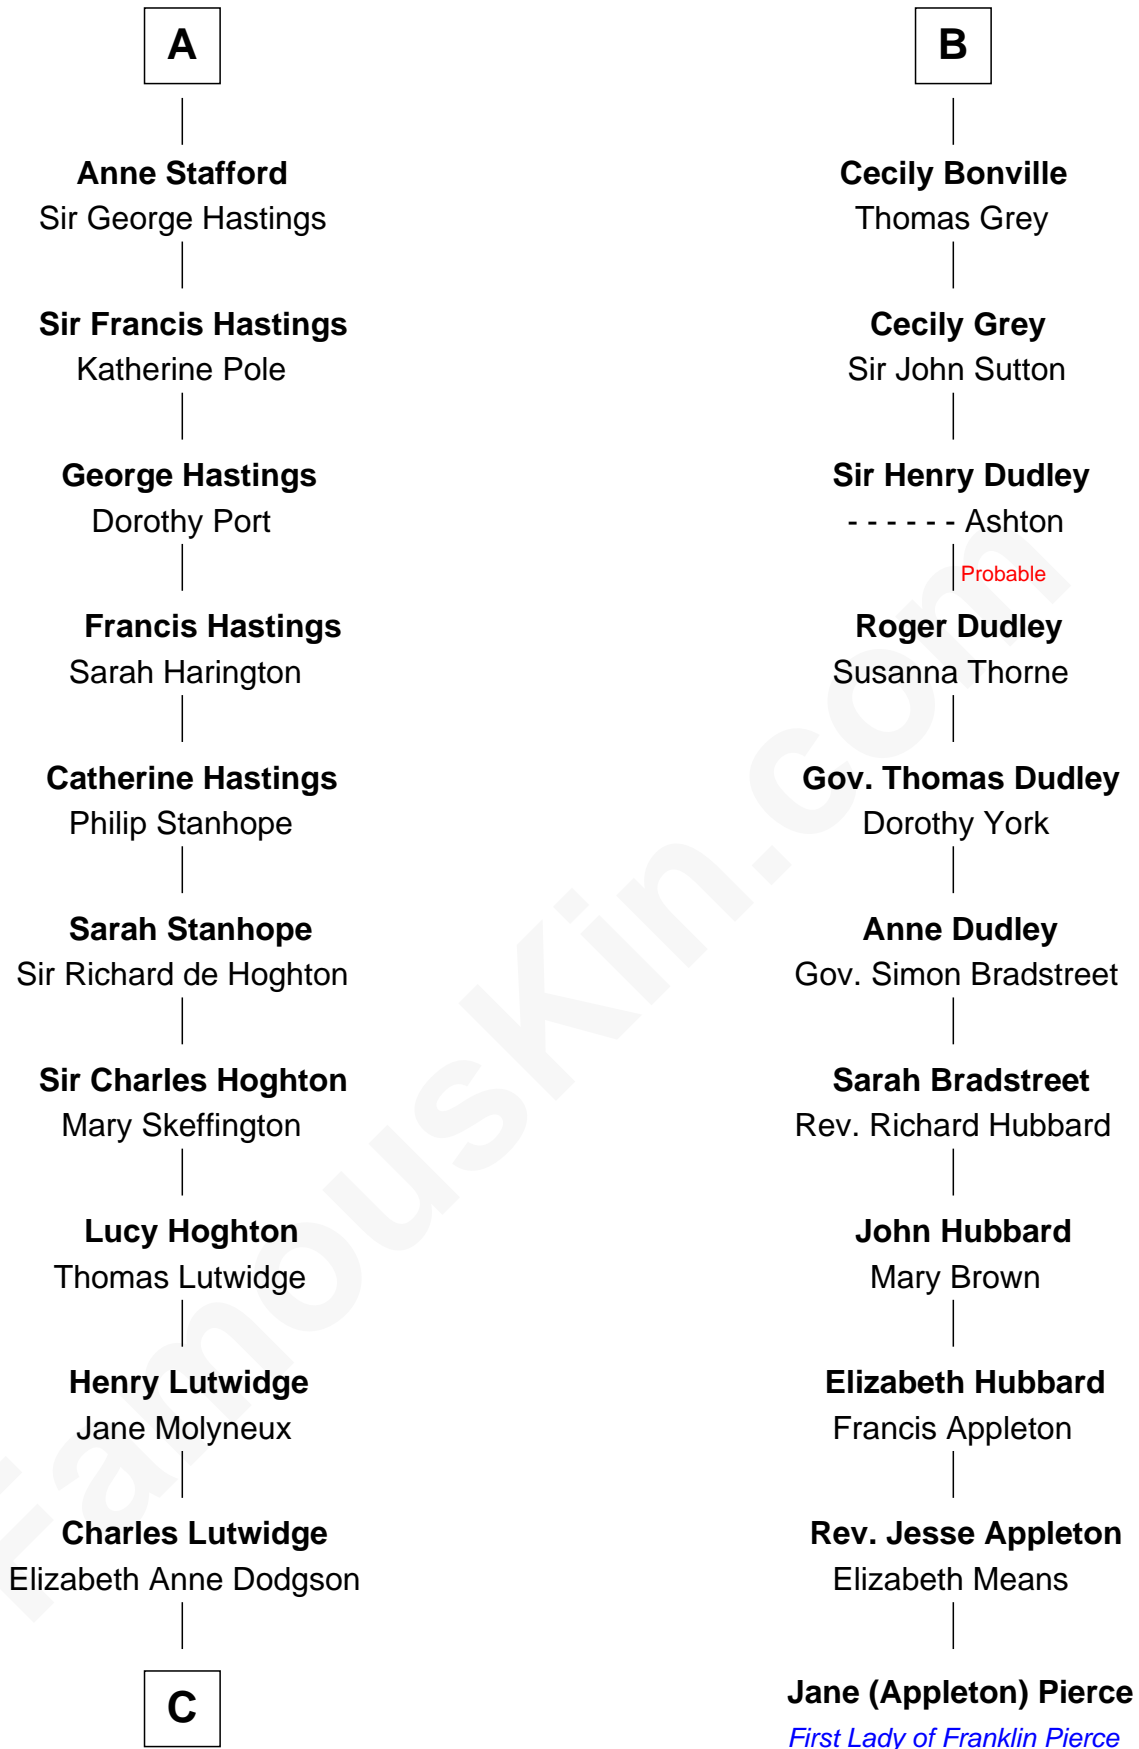 A
Anne Stafford
Sir George Hastings
Sir Francis Hastings
Katherine Pole
George Hastings
Dorothy Port
Francis Hastings
Sarah Harington
Catherine Hastings
Philip Stanhope
Sarah Stanhope
Sir Richard de Hoghton
Sir Charles Hoghton
Mary Skeffington
Lucy Hoghton
Thomas Lutwidge
Henry Lutwidge
Jane Molyneux
Charles Lutwidge
Elizabeth Anne Dodgson
C
B
Cecily Bonville
Thomas Grey
Cecily Grey
Sir John Sutton
Sir Henry Dudley
- - - - - - Ashton
Probable
Roger Dudley
Susanna Thorne
Gov. Thomas Dudley
Dorothy York
Anne Dudley
Gov. Simon Bradstreet
Sarah Bradstreet
Rev. Richard Hubbard
John Hubbard
Mary Brown
Elizabeth Hubbard
Francis Appleton
Rev. Jesse Appleton
Elizabeth Means
Jane (Appleton) Pierce
First Lady of Franklin Pierce
FamousKin.com